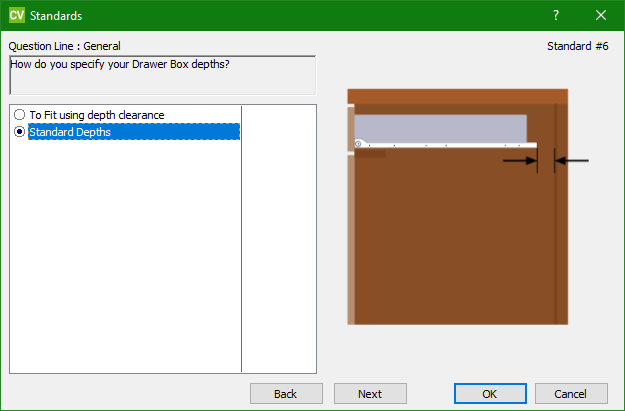 CV Standards ?
Question Line : General
Standard #6
How do you specify your Drawer Box depths?
To Fit using depth clearance
Standard Depths
Back Next OK Cancel